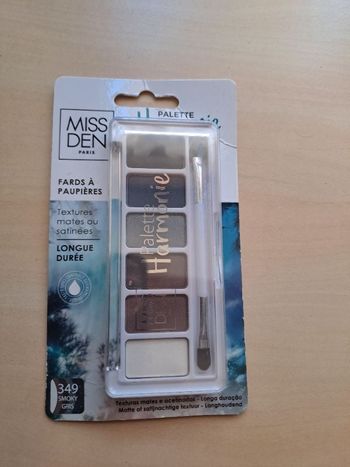 PALETTE
MISS
DEN
PARIS
FARDS À
PAUPIÈRES
Textures
mates ou
satinées
LONGUE
DURÉE
Palette
Harmonie
349
SMOKY
GRIS
Texturas mates e acetinadas - Longa duração
Matte of satijnachtige textuur - Langhoudend